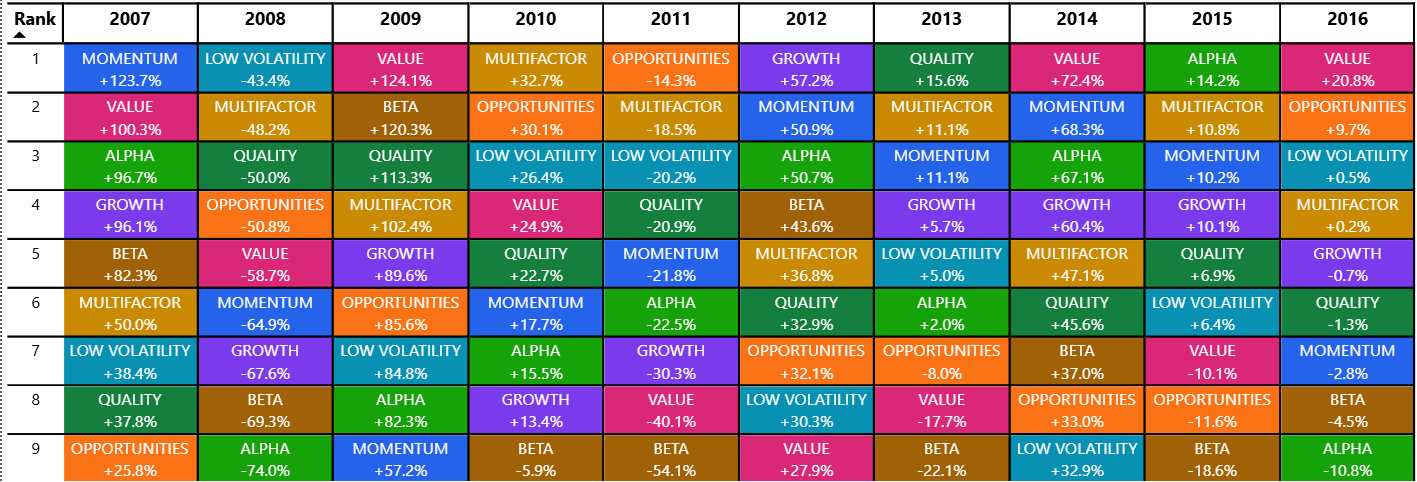 Rank 2007 2008 2009 2010 2011 2012 2013 2014 2015 2016
1 MOMENTUM LOW VOLATILITY VALUE MULTIFACTOR OPPORTUNITIES GROWTH QUALITY VALUE ALPHA VALUE
+123.7% -43.4% +124.1% +32.7% -14.3% +57.2% +15.6% +72.4% +14.2% +20.8%
2 VALUE MULTIFACTOR BETA OPPORTUNITIES MULTIFACTOR MOMENTUM MULTIFACTOR MOMENTUM MULTIFACTOR OPPORTUNITIES
+100.3% -48.2% +120.3% +30.1% -18.5% +50.9% +11.1% +68.3% +10.8% +9.7%
3 ALPHA QUALITY QUALITY LOW VOLATILITY LOW VOLATILITY ALPHA MOMENTUM ALPHA MOMENTUM LOW VOLATILITY
+96.7% -50.0% +113.3% +26.4% -20.2% +50.7% +11.1% +67.1% +10.2% +0.5%
4 GROWTH OPPORTUNITIES MULTIFACTOR VALUE QUALITY BETA GROWTH GROWTH GROWTH MULTIFACTOR
+96.1% -50.8% +102.4% +24.9% -20.9% +43.6% +5.7% +60.4% +10.1% +0.2%
5 BETA VALUE GROWTH QUALITY MOMENTUM MULTIFACTOR LOW VOLATILITY MULTIFACTOR QUALITY GROWTH
+82.3% -58.7% +89.6% +22.7% -21.8% +36.8% +5.0% +47.1% +6.9% -0.7%
6 MULTIFACTOR MOMENTUM OPPORTUNITIES MOMENTUM ALPHA QUALITY ALPHA QUALITY LOW VOLATILITY QUALITY
+50.0% -64.9% +85.6% +17.7% -22.5% +32.9% +2.0% +45.6% +6.4% -1.3%
7 LOW VOLATILITY GROWTH LOW VOLATILITY ALPHA GROWTH OPPORTUNITIES OPPORTUNITIES BETA VALUE MOMENTUM
+38.4% -67.6% +84.8% +15.5% -30.3% +32.1% -8.0% +37.0% -10.1% -2.8%
8 QUALITY BETA ALPHA GROWTH VALUE LOW VOLATILITY VALUE OPPORTUNITIES OPPORTUNITIES BETA
+37.8% -69.3% +82.3% +13.4% -40.1% +30.3% -17.7% +33.0% -11.6% -4.5%
9 OPPORTUNITIES ALPHA MOMENTUM BETA BETA VALUE BETA LOW VOLATILITY BETA ALPHA
+25.8% -74.0% +57.2% -5.9% -54.1% +27.9% -22.1% +32.9% -18.6% -10.8%